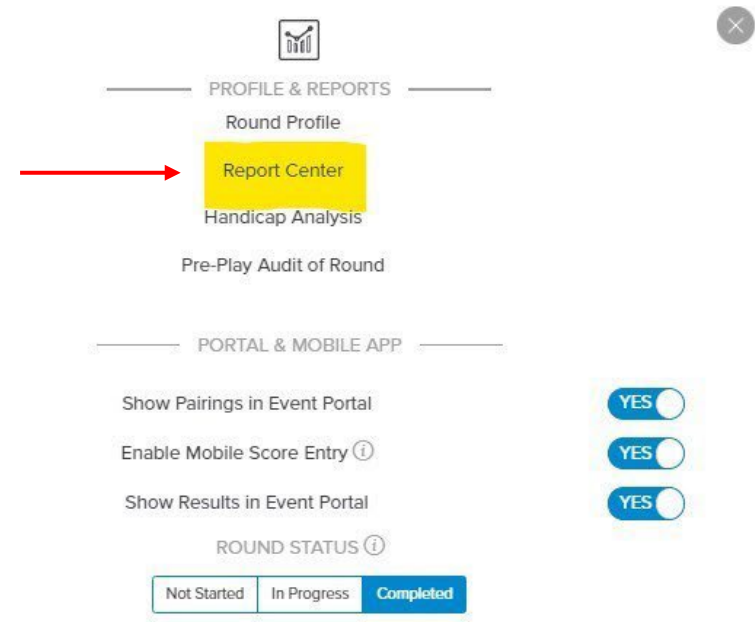 PROFILE & REPORTS
Round Profile
Report Center
Handicap Analysis
Pre-Play Audit of Round
PORTAL & MOBILE APP
Show Pairings in Event Portal YES
Enable Mobile Score Entry YES
Show Results in Event Portal YES
ROUND STATUS
Not Started In Progress Completed